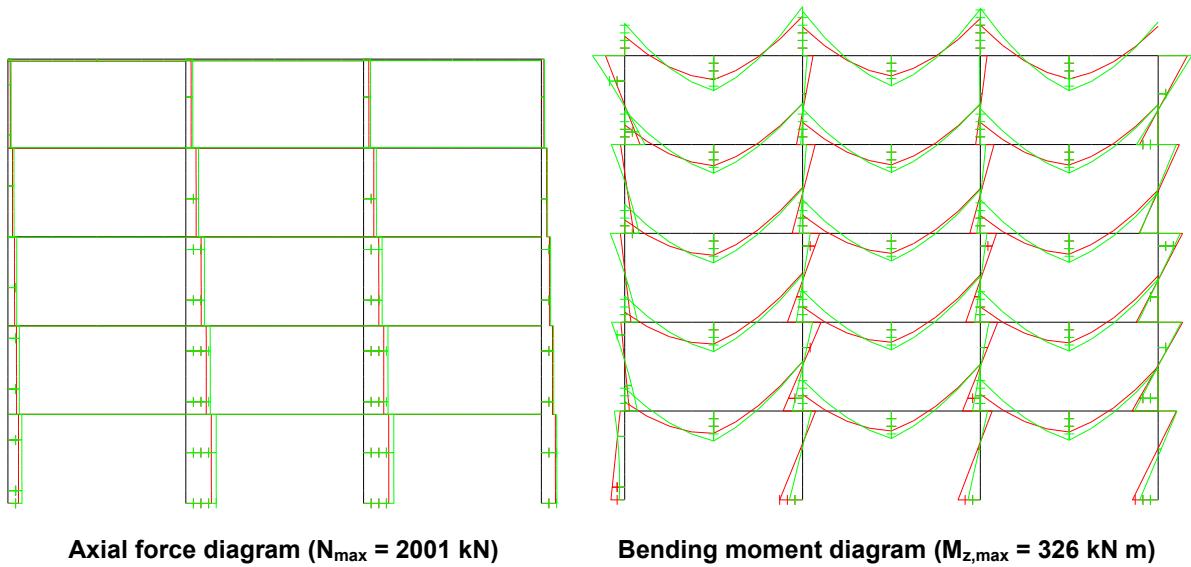 Axial force diagram (Nmax = 2001 kN)
Bending moment diagram (Mz,max = 326 kN m)